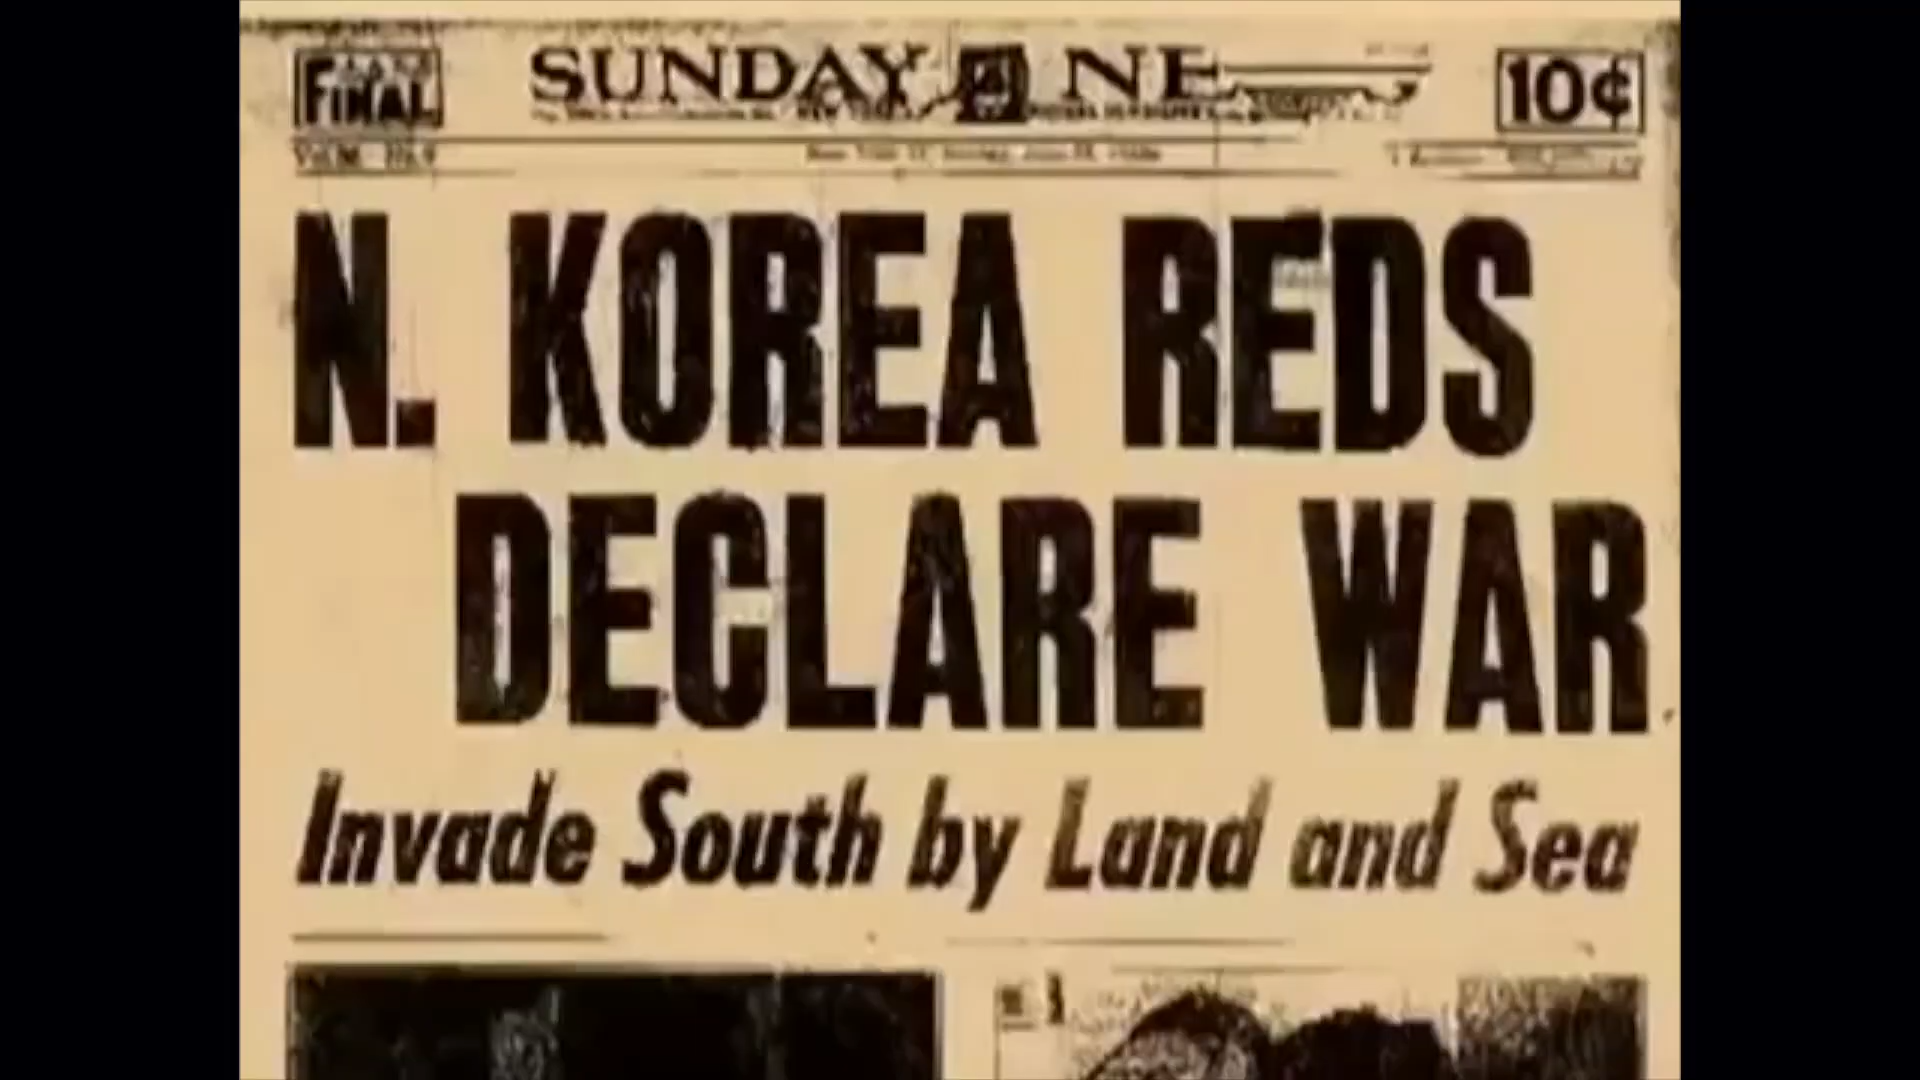 FINAL
SUNDAY NE
10¢
N. KOREA REDS
DECLARE WAR
Invade South by Land and Sea